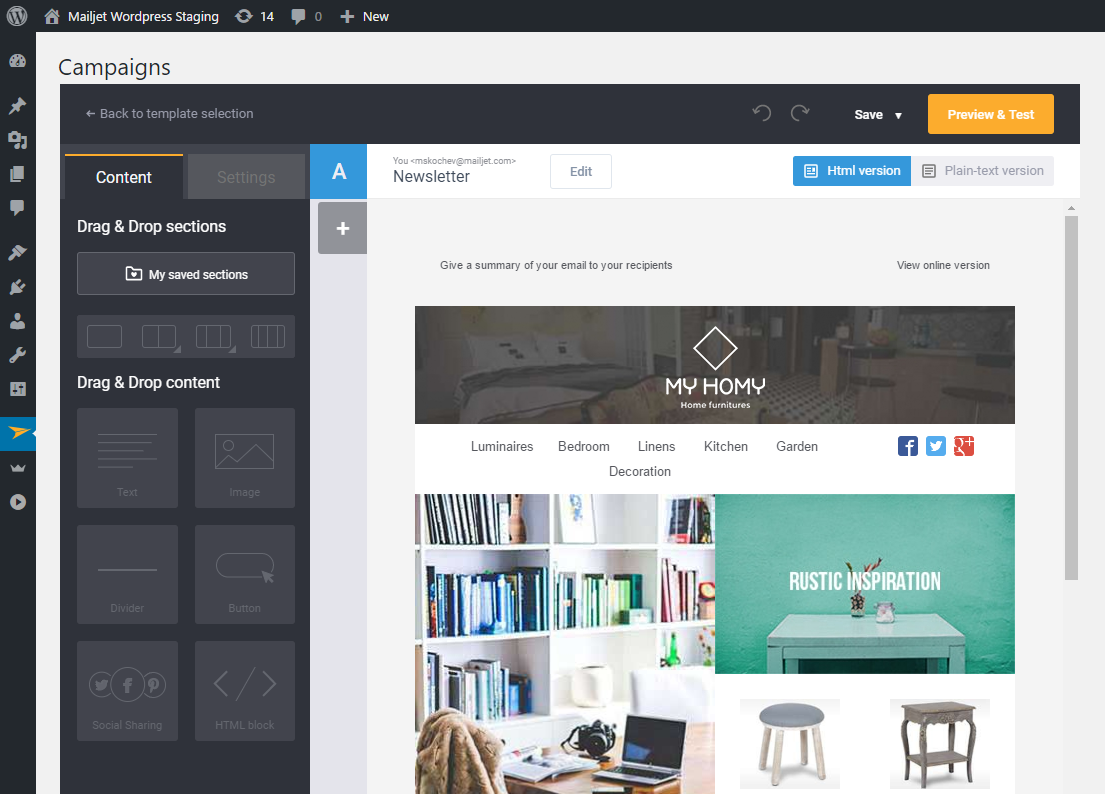 Mailjet Wordpress Staging 14 0 New
Campaigns
← Back to template selection
Save ▾
Preview & Test
Content
Settings
A
You <mskochev@mailjet.com>
Newsletter
Edit
Html version
Plain-text version
Drag & Drop sections
My saved sections
Drag & Drop content
Text
Image
Divider
Button
Social Sharing
HTML block
+
Give a summary of your email to your recipients
View online version
MY HOMY
Home furnitures
Luminaires Bedroom Linens Kitchen Garden
Decoration
RUSTIC INSPIRATION